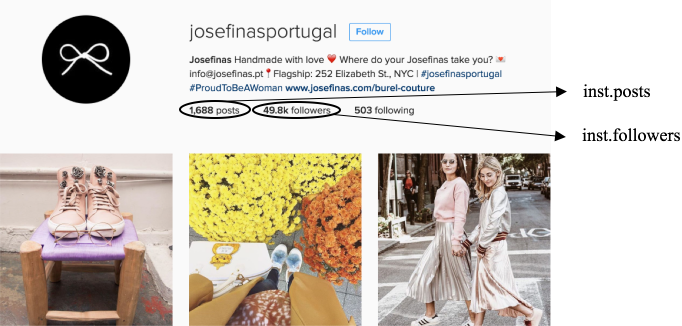 josefinasportugal Follow
Josefinas Handmade with love ❤️ Where do your Josefinas take you? 💌
info@josefinas.pt📍Flagship: 252 Elizabeth St., NYC | #josefinasportugal
#ProudToBeAWoman www.josefinas.com/burel-couture
1,688 posts 49.8k followers 503 following
inst.posts
inst.followers